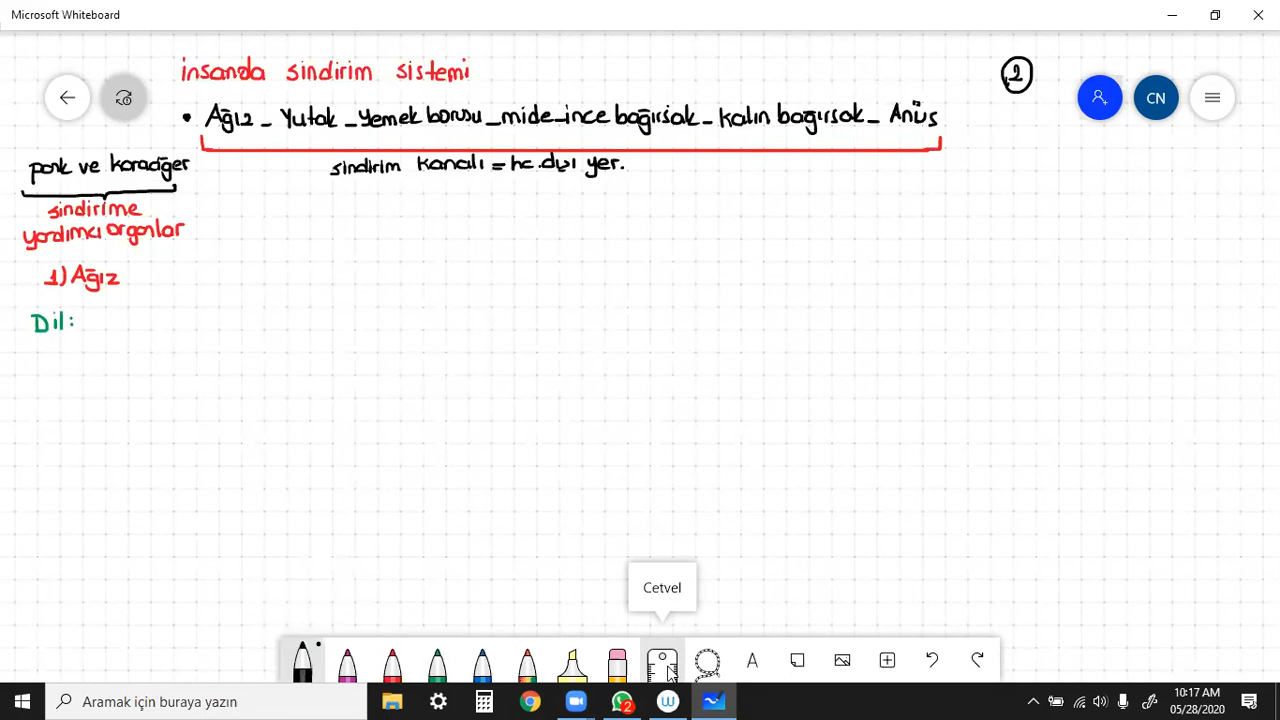 Microsoft Whiteboard
insanda sindirim sistemi
2
• Ağız - Yutak - Yemek borusu - mide - ince bağırsak - kalın bağırsak - Anüs
CN
pank ve karaciğer
sindirim kanalı = hc.dışı yer.
sindirime
yardımcı organlar
1) Ağız
Dil:
Cetvel
A
Aramak için buraya yazın
2
10:17 AM
05/28/2020